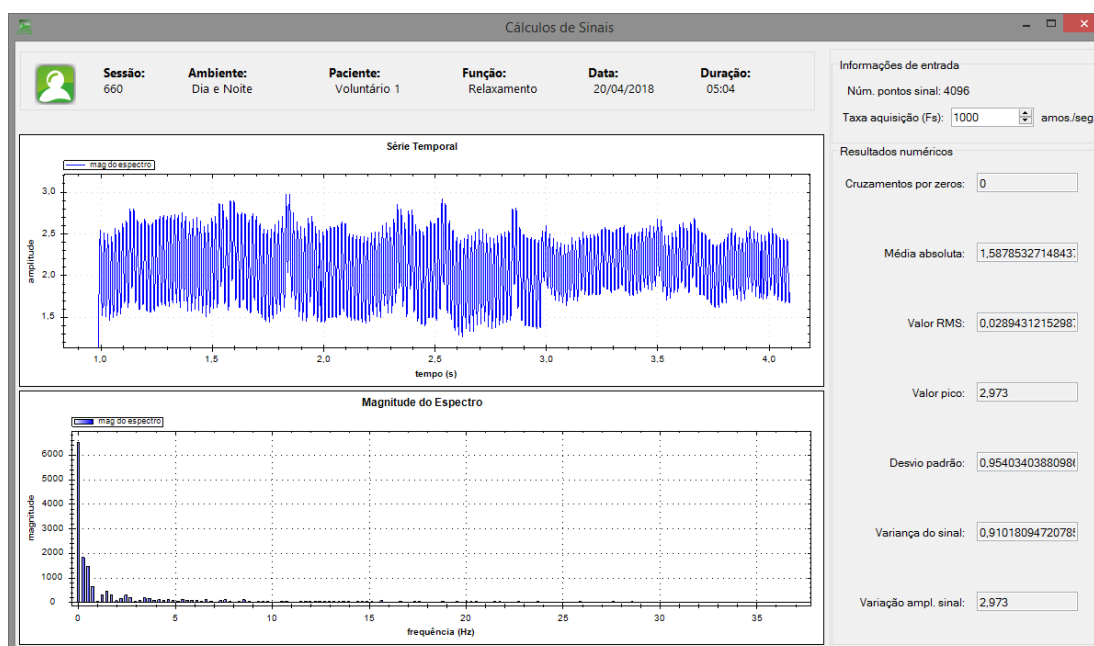 Cálculos de Sinais
Sessão: Ambiente: Paciente: Função: Data: Duração:
660 Dia e Noite Voluntário 1 Relaxamento 20/04/2018 05:04
Série Temporal
mag do espectro
amplitude
3,0
2,5
2,0
1,5
1,0 1,5 2,0 2,5 3,0 3,5 4,0
tempo (s)
Magnitude do Espectro
mag do espectro
magnitude
6000
5000
4000
3000
2000
1000
0
0 5 10 15 20 25 30 35
frequência (Hz)
Informações de entrada
Núm. pontos sinal: 4096
Taxa aquisição (Fs): 1000 amos./seg
Resultados numéricos
Cruzamentos por zeros: 0
Média absoluta: 1,5878532714843
Valor RMS: 0,0289431215298
Valor pico: 2,973
Desvio padrão: 0,9540340388098
Variança do sinal: 0,9101809472078
Variação ampl. sinal: 2,973